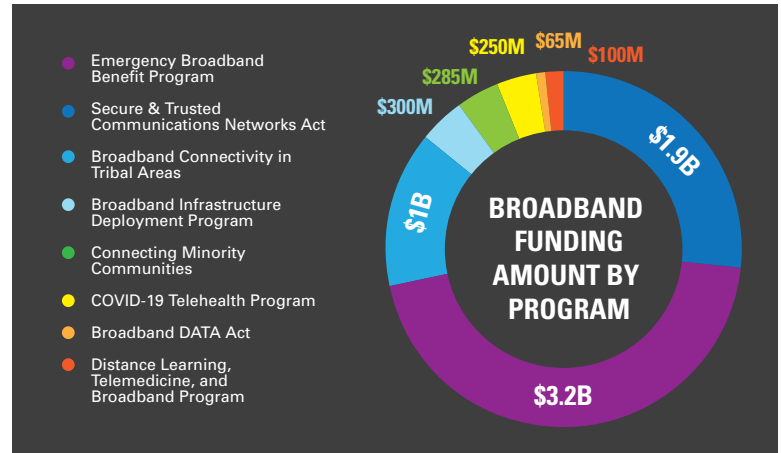 Emergency Broadband
Benefit Program
Secure & Trusted
Communications Networks Act
Broadband Connectivity in
Tribal Areas
Broadband Infrastructure
Deployment Program
Connecting Minority
Communities
COVID-19 Telehealth Program
Broadband DATA Act
Distance Learning,
Telemedicine, and
Broadband Program
$300M
$285M
$250M
$65M
$100M
$1.9B
$1B
$3.2B
BROADBAND
FUNDING
AMOUNT BY
PROGRAM